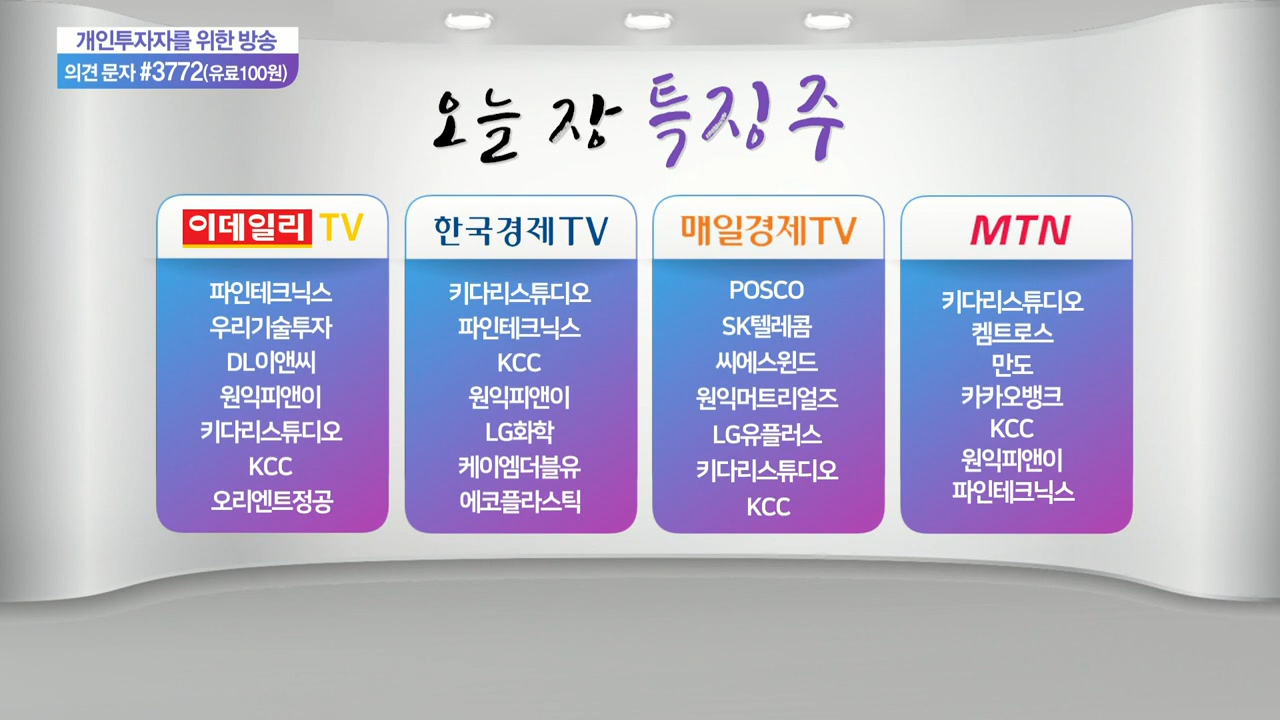 개인투자자를 위한 방송
의견 문자 #3772(유료100원)
오늘 장 특징주
이데일리 TV
파인테크닉스
우리기술투자
DL이앤씨
원익피앤이
키다리스튜디오
KCC
오리엔트정공
한국경제TV
키다리스튜디오
파인테크닉스
KCC
원익피앤이
LG화학
케이엠더블유
에코플라스틱
매일경제TV
POSCO
SK텔레콤
씨에스윈드
원익머트리얼즈
LG유플러스
키다리스튜디오
KCC
MTN
키다리스튜디오
켐트로스
만도
카카오뱅크
KCC
원익피앤이
파인테크닉스